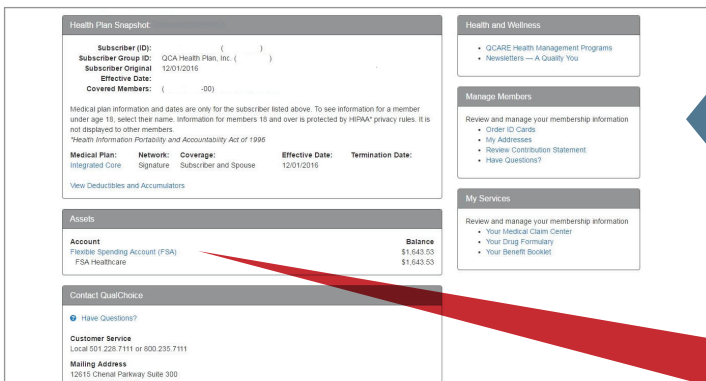 Health Plan Snapshot:
Subscriber (ID): ( )
Subscriber Group ID: QCA Health Plan, Inc. ( )
Subscriber Original 12/01/2016
Effective Date:
Covered Members: ( -00)
Medical plan information and dates are only for the subscriber listed above. To see information for a member
under age 18, select their name. Information for members 18 and over is protected by HIPAA* privacy rules. It is
not displayed to other members.
*Health Information Portability and Accountability Act of 1996
Medical Plan: Network: Coverage: Effective Date: Termination Date:
Integrated Core Signature Subscriber and Spouse 12/01/2016
View Deductibles and Accumulators
Assets
Account Balance
Flexible Spending Account (FSA) $1,643.53
FSA Healthcare $1,643.53
Contact QualChoice
Have Questions?
Customer Service
Local 501.228.7111 or 800.235.7111
Mailing Address
12615 Chenal Parkway Suite 300
Health and Wellness
• QCARE Health Management Programs
• Newsletters — A Quality You
Manage Members
Review and manage your membership information
• Order ID Cards
• My Addresses
• Review Contribution Statement
• Have Questions?
My Services
Review and manage your membership information
• Your Medical Claim Center
• Your Drug Formulary
• Your Benefit Booklet